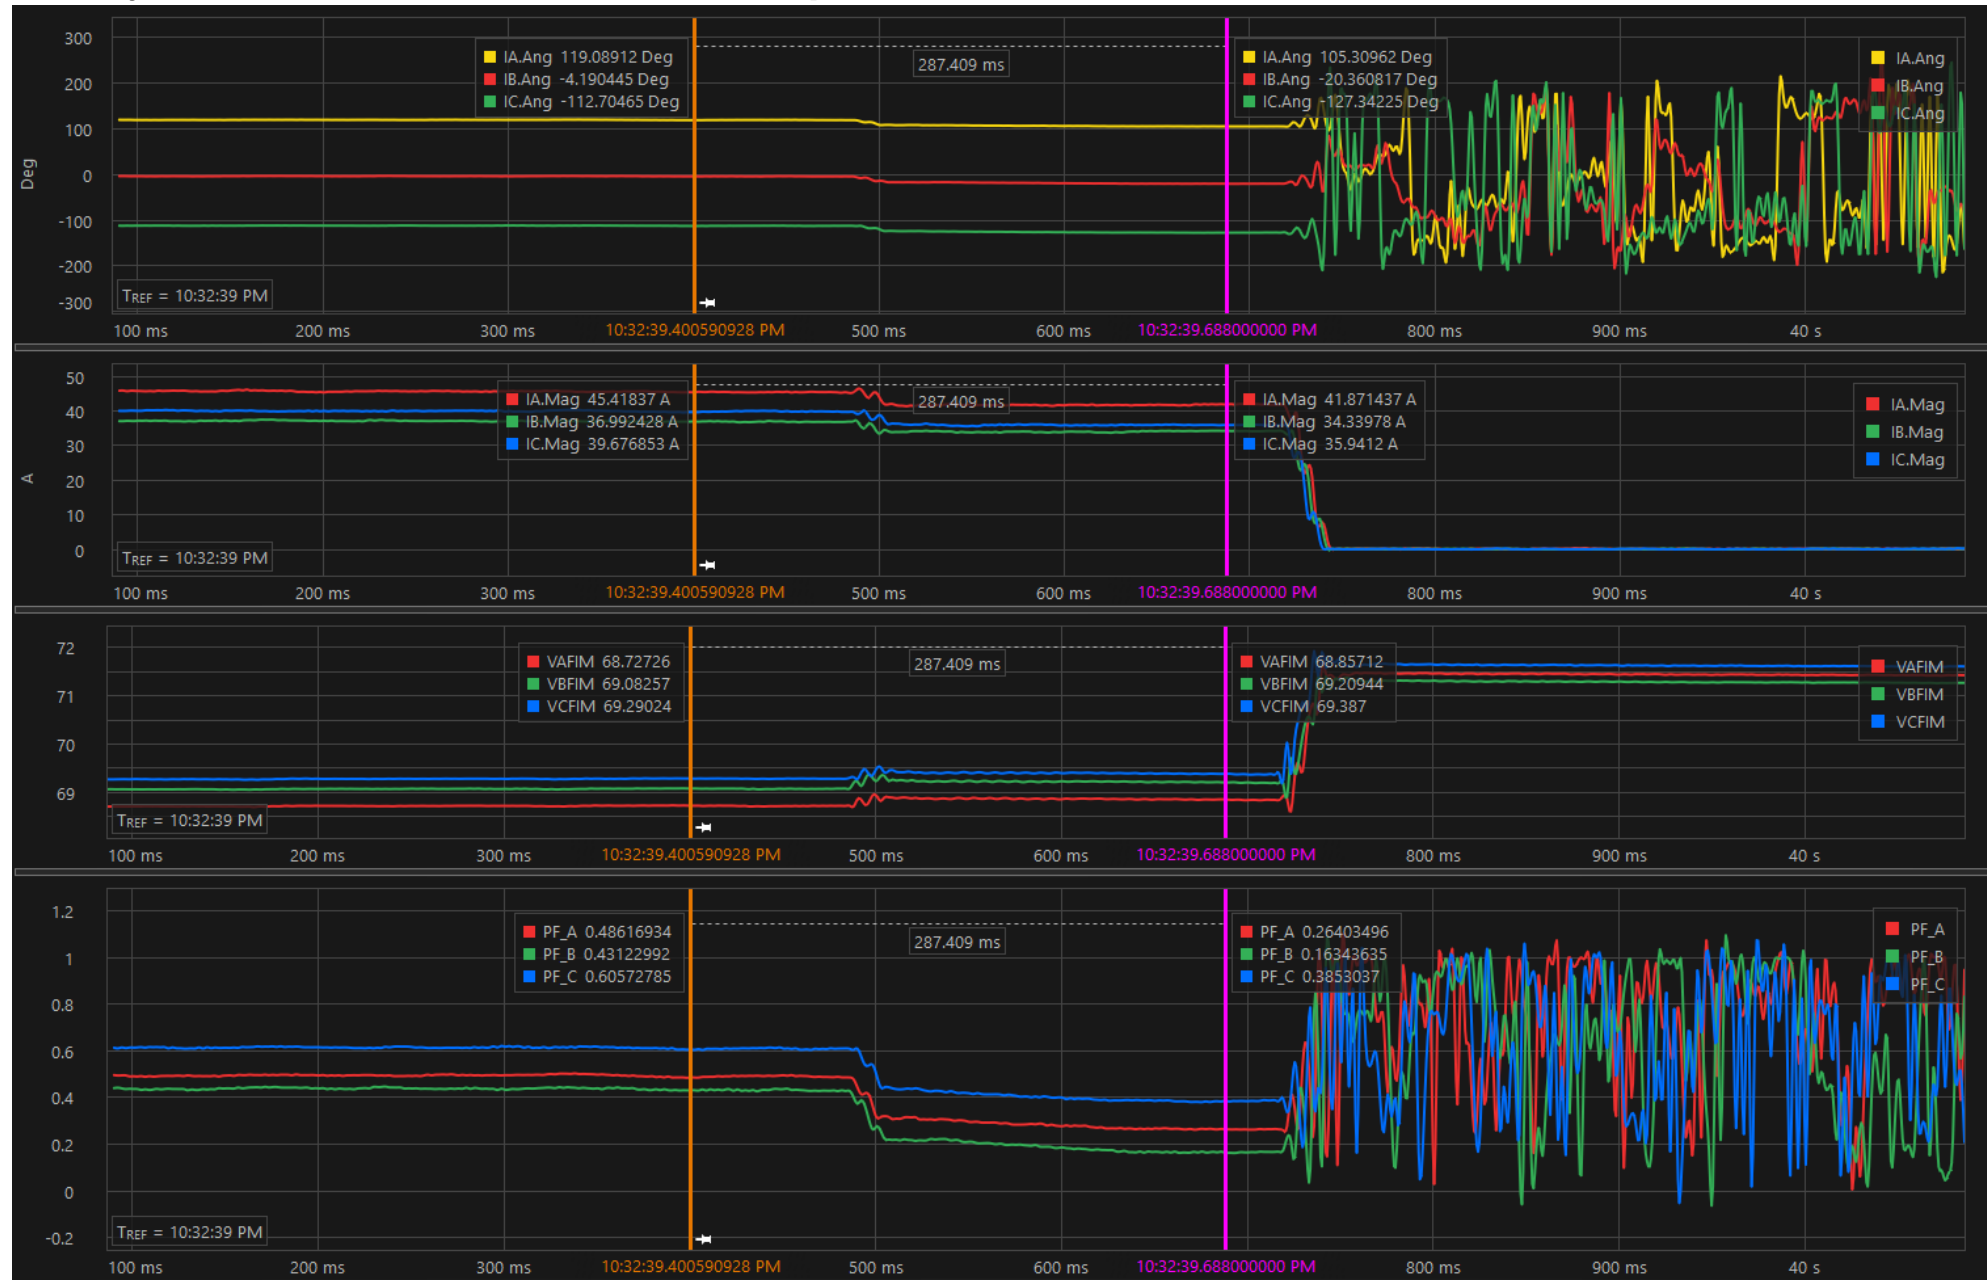 300
200
100
0
-100
-200
-300
Deg
IA.Ang 119.08912 Deg
IB.Ang -4.190445 Deg
IC.Ang -112.70465 Deg
287.409 ms
IA.Ang 105.30962 Deg
IB.Ang -20.360817 Deg
IC.Ang -127.34225 Deg
IA.Ang
IB.Ang
IC.Ang
TREF = 10:32:39 PM
100 ms 200 ms 300 ms 10:32:39.400590928 PM 500 ms 600 ms 10:32:39.688000000 PM 800 ms 900 ms 40 s
50
40
30
20
10
0
A
IA.Mag 45.41837 A
IB.Mag 36.992428 A
IC.Mag 39.676853 A
287.409 ms
IA.Mag 41.871437 A
IB.Mag 34.33978 A
IC.Mag 35.9412 A
IA.Mag
IB.Mag
IC.Mag
TREF = 10:32:39 PM
100 ms 200 ms 300 ms 10:32:39.400590928 PM 500 ms 600 ms 10:32:39.688000000 PM 800 ms 900 ms 40 s
72
71
70
69
VAFIM 68.72726
VBFIM 69.08257
VCFIM 69.29024
287.409 ms
VAFIM 68.85712
VBFIM 69.20944
VCFIM 69.387
VAFIM
VBFIM
VCFIM
TREF = 10:32:39 PM
100 ms 200 ms 300 ms 10:32:39.400590928 PM 500 ms 600 ms 10:32:39.688000000 PM 800 ms 900 ms 40 s
1.2
1
0.8
0.6
0.4
0.2
0
-0.2
PF_A 0.48616934
PF_B 0.43122992
PF_C 0.60572785
287.409 ms
PF_A 0.26403496
PF_B 0.16343635
PF_C 0.3853037
PF_A
PF_B
PF_C
TREF = 10:32:39 PM
100 ms 200 ms 300 ms 10:32:39.400590928 PM 500 ms 600 ms 10:32:39.688000000 PM 800 ms 900 ms 40 s